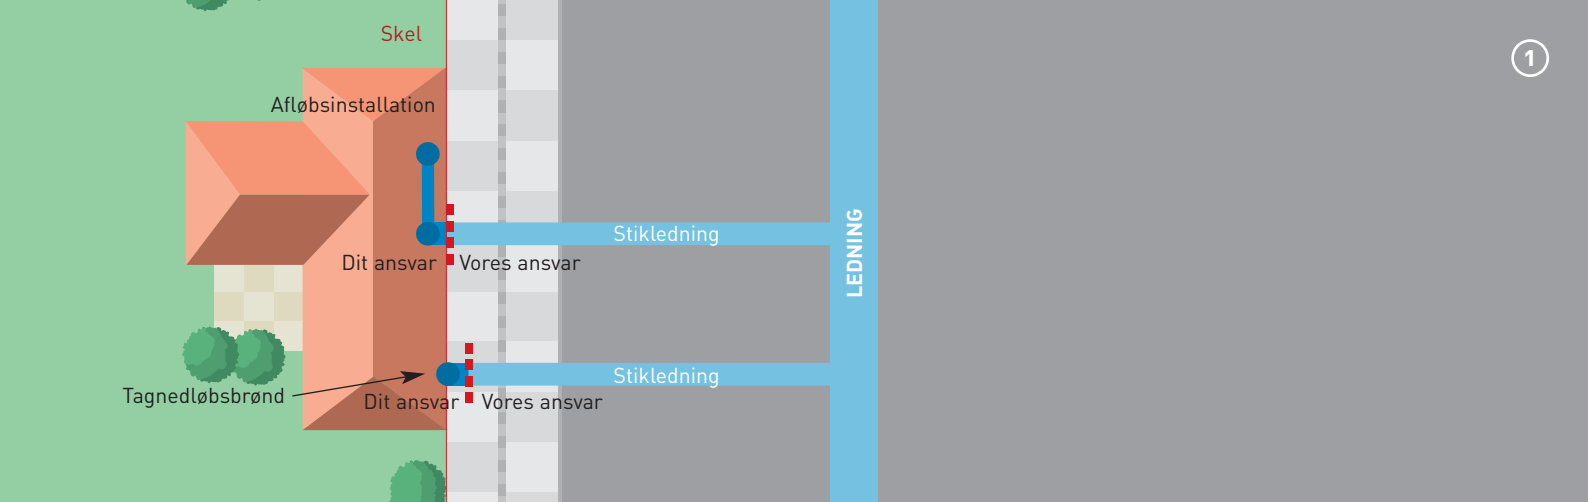 Skel
1
Afløbsinstallation
Stikledning
LEDNING
Dit ansvar
Vores ansvar
Stikledning
Tagnedløbsbrønd
Dit ansvar
Vores ansvar